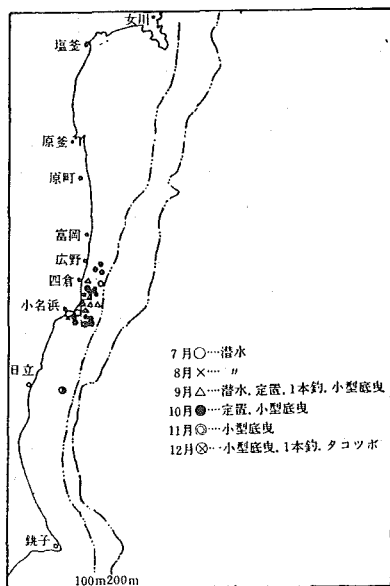 女川
塩釜
原釜
原町
富岡
広野
四倉
小名浜
7月○…潜水
8月×…〃
9月△…潜水,定置,1本釣,小型底曳
日立
10月●…定置,小型底曳
11月◎…小型底曳
12月⊗…小型底曳,1本釣,タコツボ
銚子
100m200m